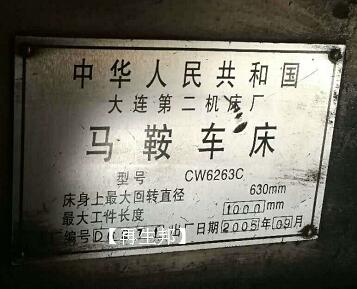 中华人民共和国
大连第二机床厂
马鞍车床
型号 CW6263C
床身上最大回转直径 630mm
最大工件长度 1000mm
编号 出厂日期 2005年09月
【再生邦】